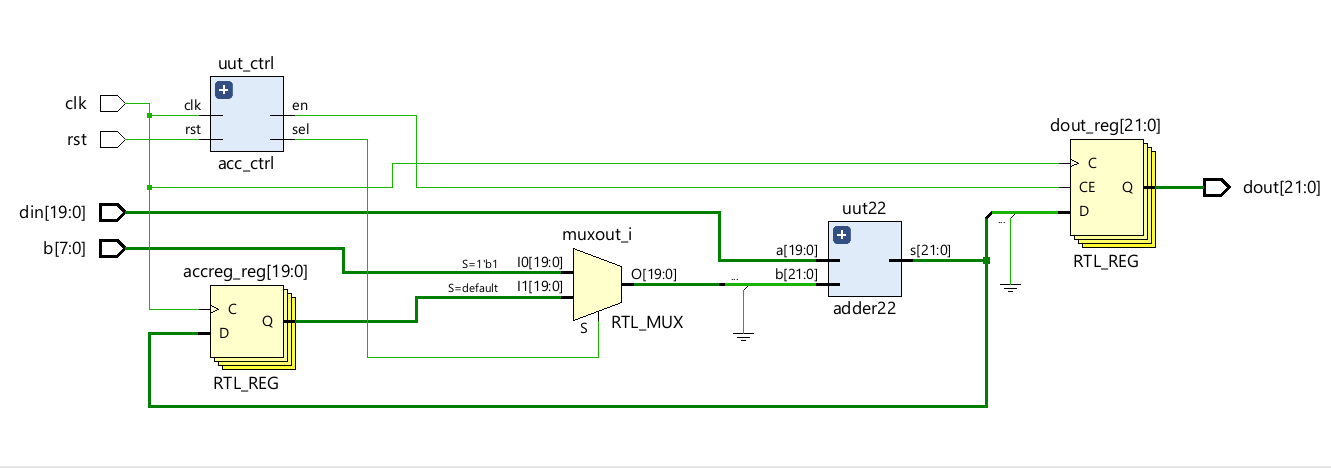 uut_ctrl
clk
rst
clk
rst
en
sel
acc_ctrl
din[19:0]
b[7:0]
accreg_reg[19:0]
C
D
Q
RTL_REG
muxout_i
S=1'b1
S=default
I0[19:0]
I1[19:0]
O[19:0]
S
RTL_MUX
...
uut22
a[19:0]
b[21:0]
s[21:0]
adder22
...
dout_reg[21:0]
C
CE
D
Q
RTL_REG
dout[21:0]